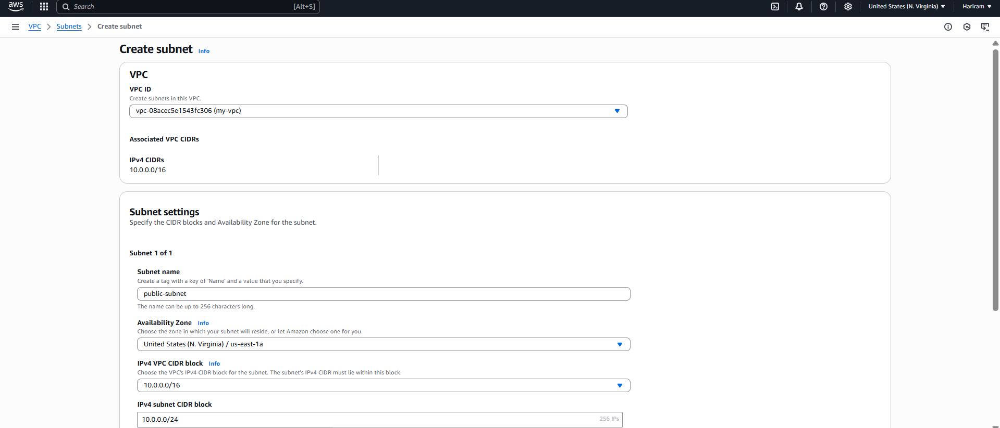 aws
Search [Alt+S]
United States (N. Virginia) Hariram
VPC Subnets Create subnet
Create subnet Info
VPC
VPC ID
Create subnets in this VPC.
vpc-08acec5e1543fc306 (my-vpc)
Associated VPC CIDRs
IPv4 CIDRs
10.0.0.0/16
Subnet settings
Specify the CIDR blocks and Availability Zone for the subnet.
Subnet 1 of 1
Subnet name
Create a tag with a key of 'Name' and a value that you specify.
public-subnet
The name can be up to 256 characters long.
Availability Zone Info
Choose the zone in which your subnet will reside, or let Amazon choose one for you.
United States (N. Virginia) / us-east-1a
IPv4 VPC CIDR block Info
Choose the VPC's IPv4 CIDR block for the subnet. The subnet's IPv4 CIDR must lie within this block.
10.0.0.0/16
IPv4 subnet CIDR block
10.0.0.0/24 256 IPs